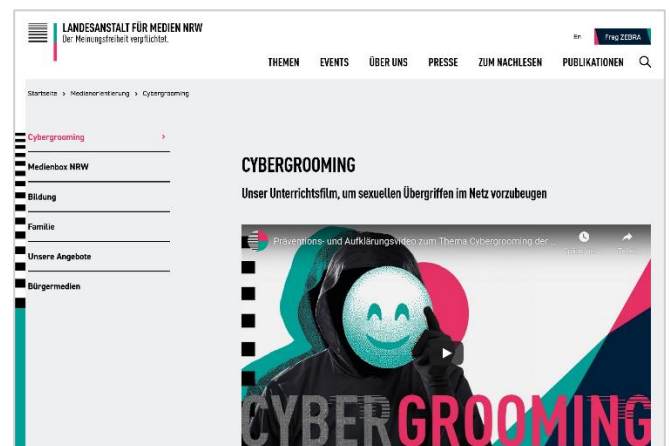 LANDESANSTALT FÜR MEDIEN NRW
Der Meinungsfreiheit verpflichtet.
En
Frag ZEBRA
THEMEN EVENTS ÜBER UNS PRESSE ZUM NACHLESEN PUBLIKATIONEN
Startseite > Medienorientierung > Cybergrooming
Cybergrooming >
Medienbox NRW
Bildung
Familie
Unsere Angebote
Bürgermedien
CYBERGROOMING
Unser Unterrichtsfilm, um sexuellen Übergriffen im Netz vorzubeugen
Präventions- und Aufklärungsvideo zum Thema Cybergrooming der ...
CYBERGROOMING